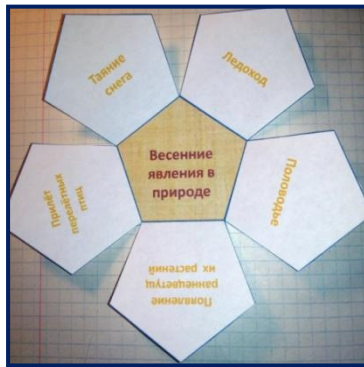 Таяние
снега
Ледоход
Весенние
явления в
природе
Половодье
Прилёт
перелётных
птиц
Появление
раннецветущ
их растений